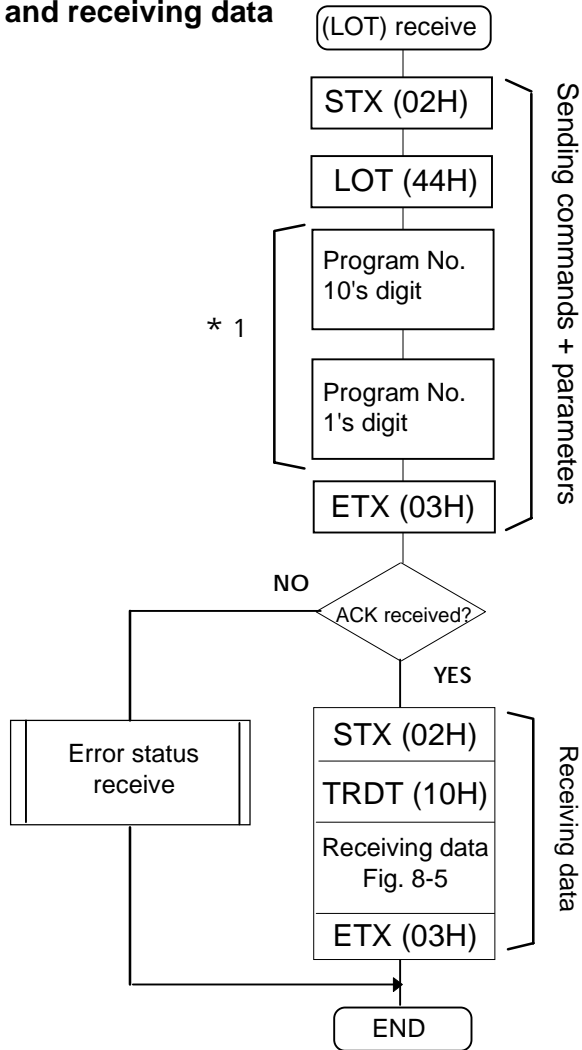 and receiving data
(LOT) receive
STX (02H)
LOT (44H)
Program No.
10's digit
* 1
Program No.
1's digit
ETX (03H)
Sending commands + parameters
NO
ACK received?
YES
Error status
receive
STX (02H)
TRDT (10H)
Receiving data
Fig. 8-5
ETX (03H)
Receiving data
END